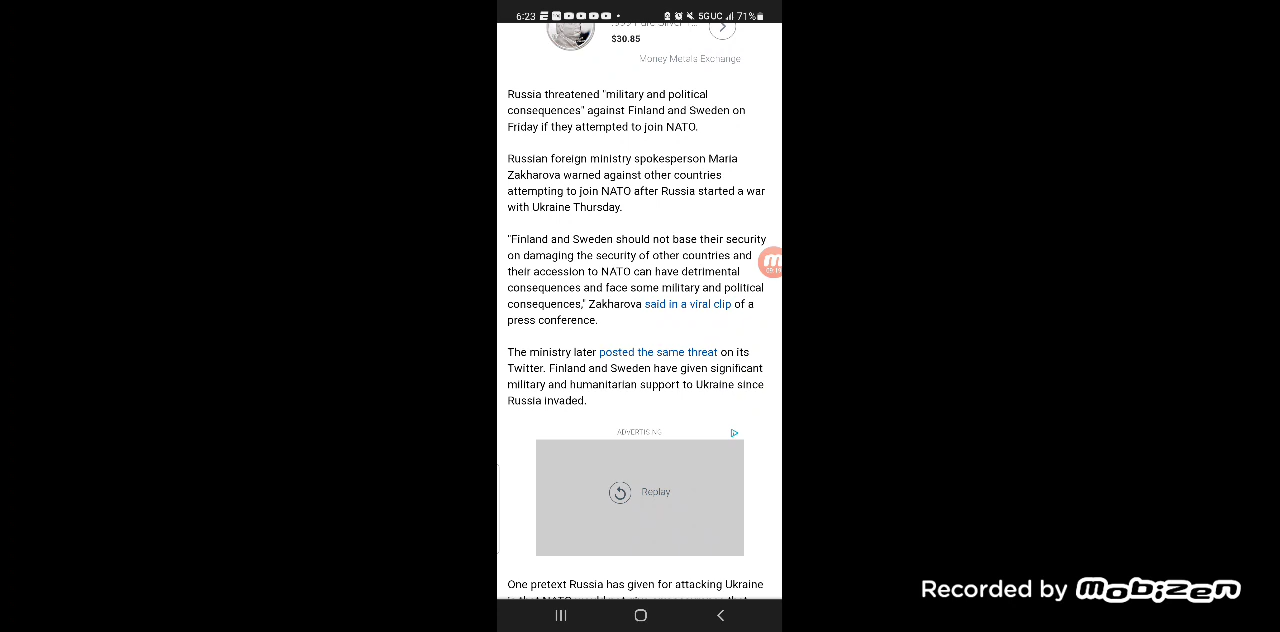 6:23
5GUC
71%
$30.85
Money Metals Exchange
Russia threatened "military and political
consequences" against Finland and Sweden on
Friday if they attempted to join NATO.
Russian foreign ministry spokesperson Maria
Zakharova warned against other countries
attempting to join NATO after Russia started a war
with Ukraine Thursday.
"Finland and Sweden should not base their security
on damaging the security of other countries and
their accession to NATO can have detrimental
consequences and face some military and political
consequences," Zakharova said in a viral clip of a
press conference.
The ministry later posted the same threat on its
Twitter. Finland and Sweden have given significant
military and humanitarian support to Ukraine since
Russia invaded.
ADVERTISING
Replay
One pretext Russia has given for attacking Ukraine
Recorded by mobizen